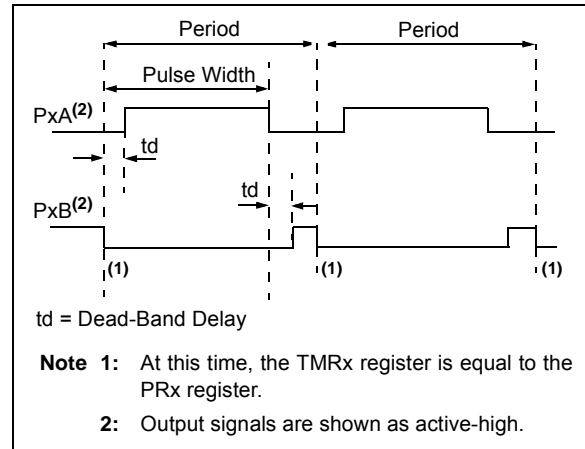 Period Period
Pulse Width
PxA(2)
td
td
PxB(2)
(1) (1) (1)
td = Dead-Band Delay
Note 1: At this time, the TMRx register is equal to the
PRx register.
2: Output signals are shown as active-high.